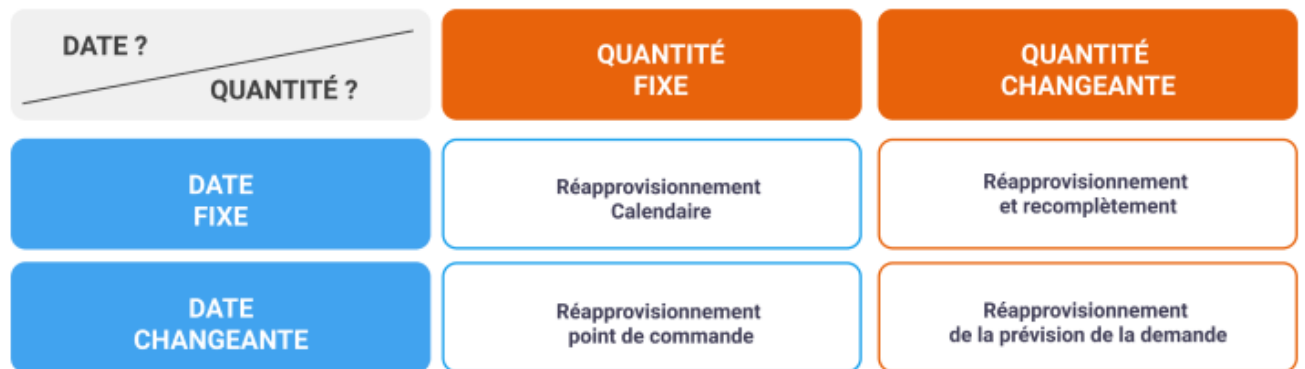 DATE ?
QUANTITÉ ?
QUANTITÉ
FIXE
QUANTITÉ
CHANGEANTE
DATE
FIXE
Réapprovisionnement
Calendaire
Réapprovisionnement
et recomplètement
DATE
CHANGEANTE
Réapprovisionnement
point de commande
Réapprovisionnement
de la prévision de la demande